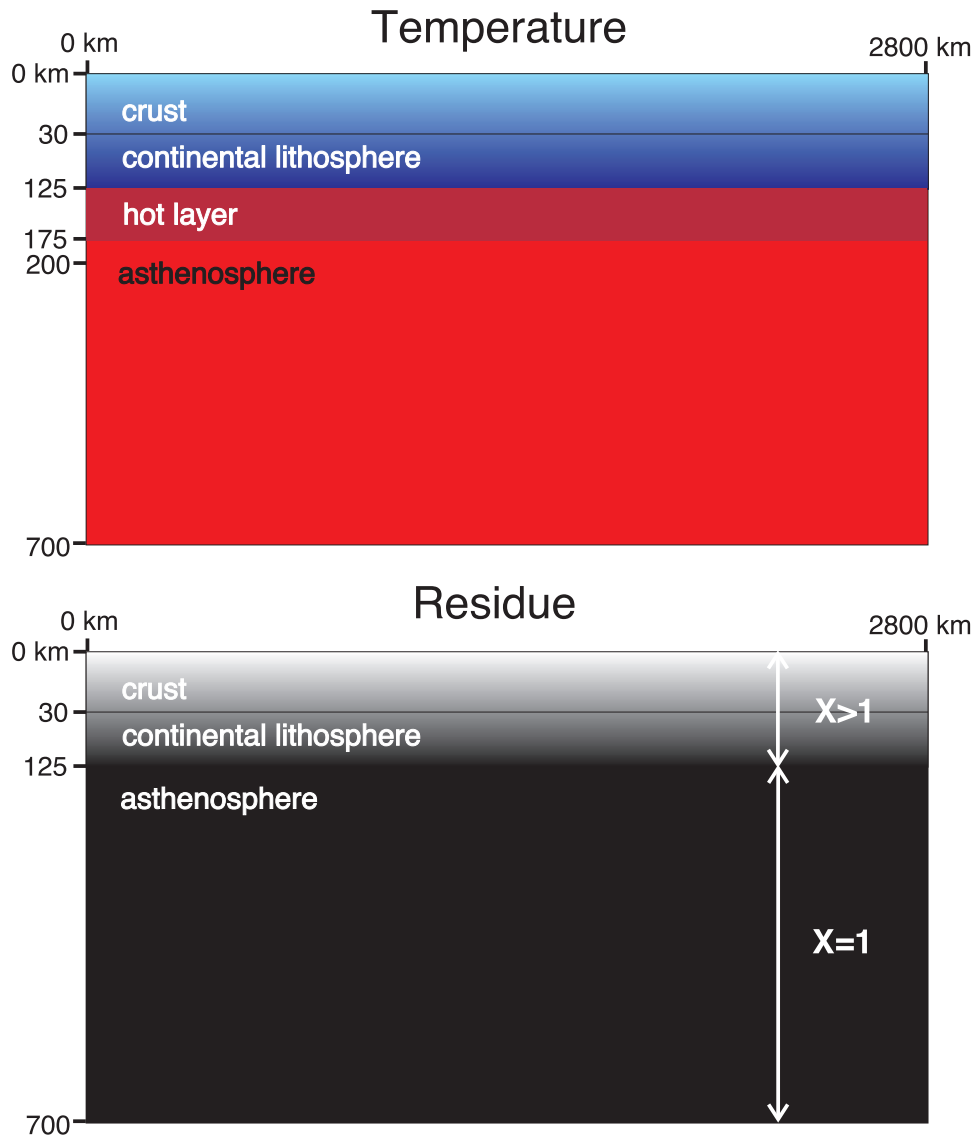 Temperature
0 km 2800 km
0 km
crust
30
continental lithosphere
125
hot layer
175
200
asthenosphere
700
Residue
0 km 2800 km
0 km
crust
30 X>1
continental lithosphere
125
asthenosphere
X=1
700